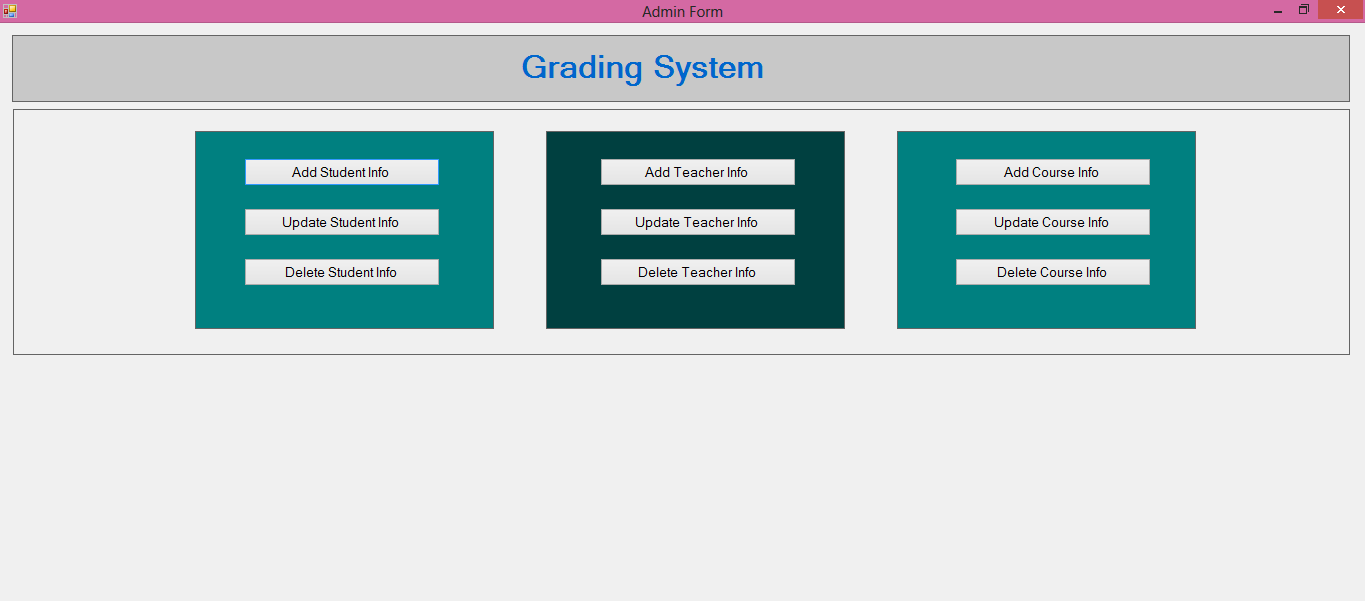 Admin Form
Grading System
Add Student Info
Update Student Info
Delete Student Info
Add Teacher Info
Update Teacher Info
Delete Teacher Info
Add Course Info
Update Course Info
Delete Course Info